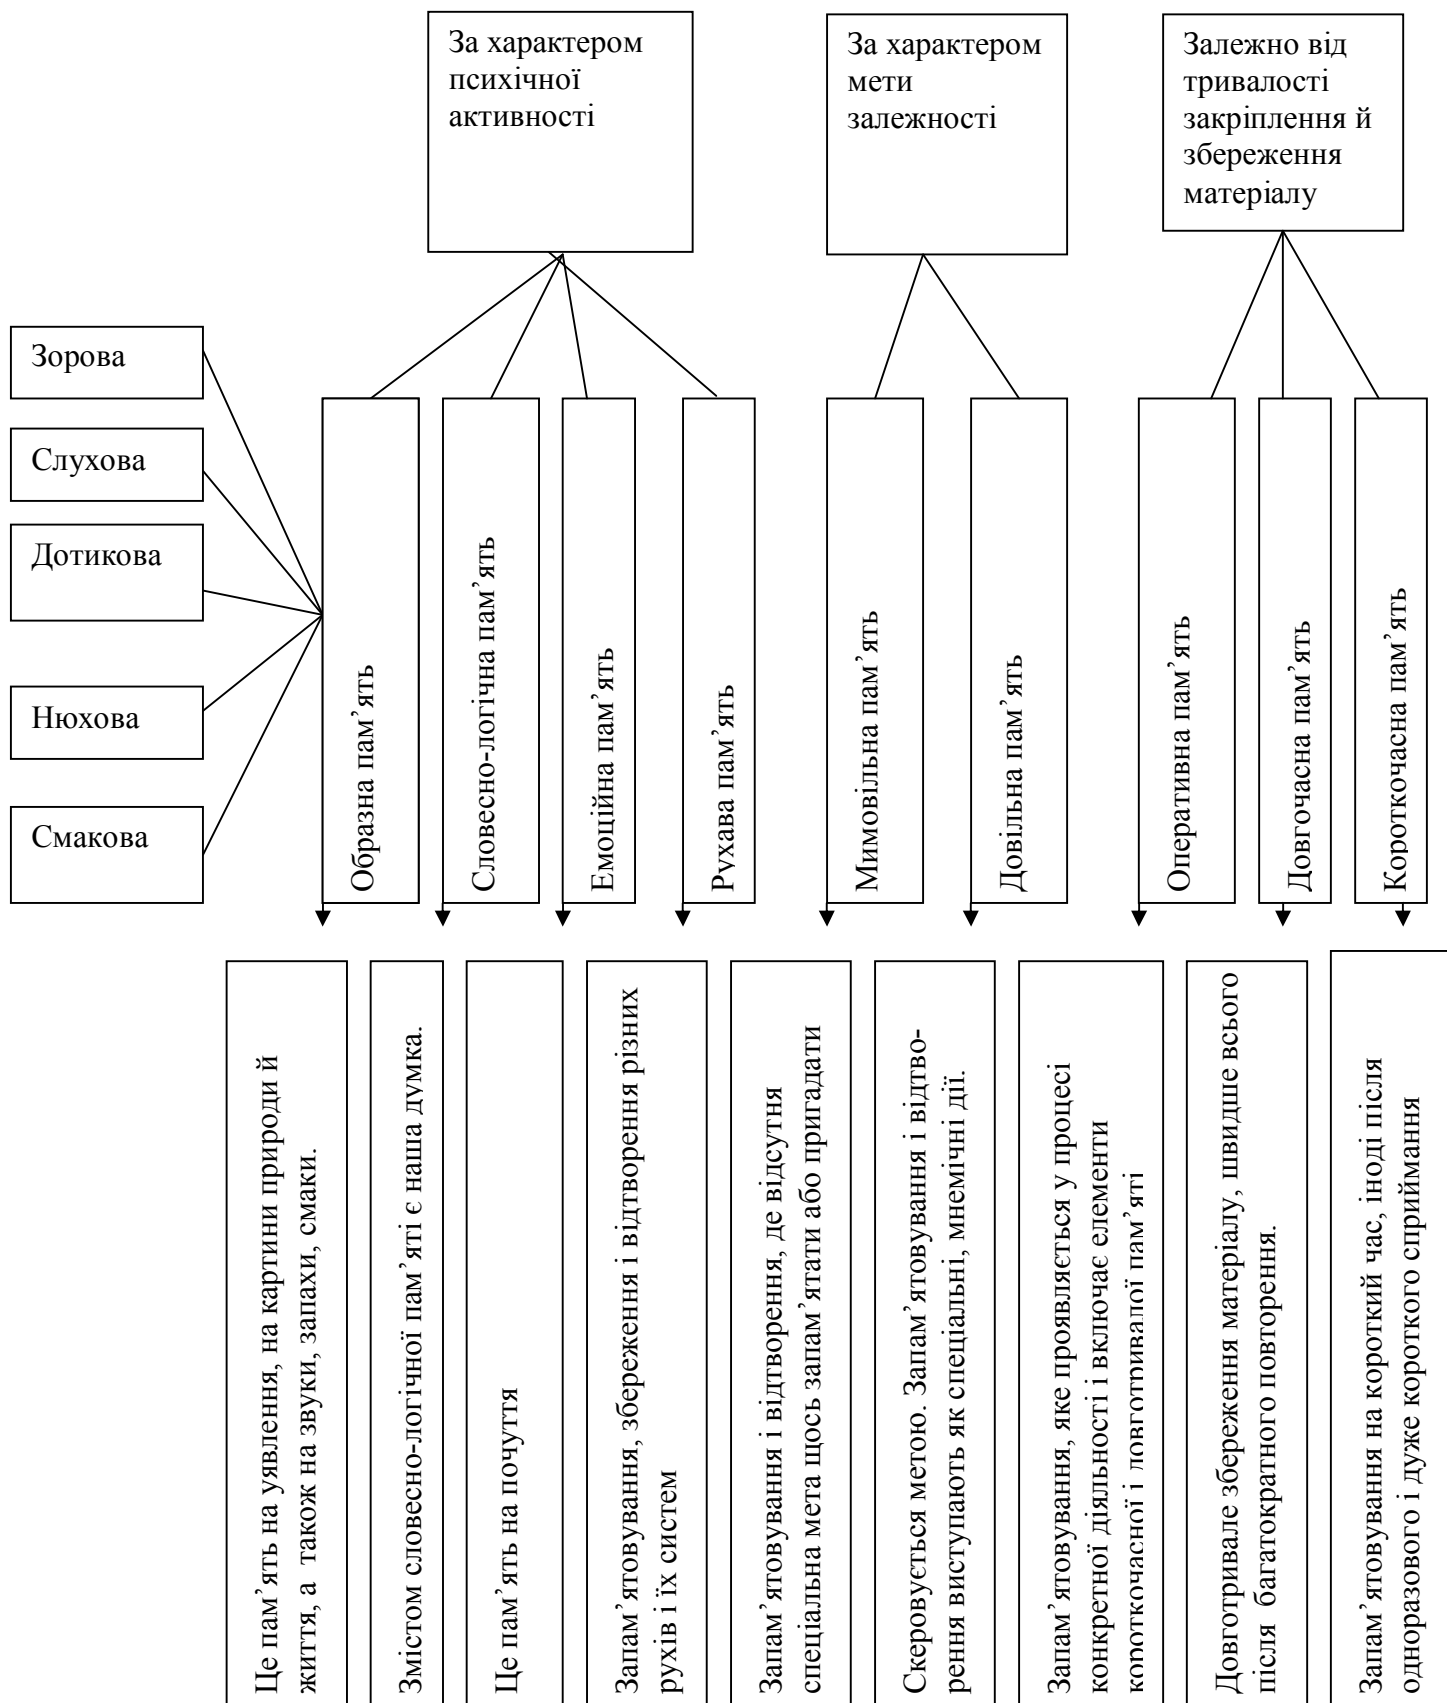 За характером
психічної
активності
За характером
мети
залежності
Залежно від
тривалості
закріплення й
збереження
матеріалу
Зорова
Слухова
Дотикова
Нюхова
Смакова
Образна пам’ять
Словесно-логічна пам’ять
Емоційна пам’ять
Рухава пам’ять
Мимовільна пам’ять
Довільна пам’ять
Оперативна пам’ять
Довгочасна пам’ять
Короткочасна пам’ять
Це пам’ять на уявлення, на картини природи й
життя, а також на звуки, запахи, смаки.
Змістом словесно-логічної пам’яті є наша думка.
Це пам’ять на почуття
Запам’ятовування, збереження і відтворення різних
рухів і їх систем
Запам’ятовування і відтворення, де відсутня
спеціальна мета щось запам’ятати або пригадати
Скеровується метою. Запам’ятовування і відтво-
рення виступають як спеціальні, мнемічні дії.
Запам’ятовування, яке проявляється у процесі
конкретної діяльності і включає елементи
короткочасної і довготривалої пам’яті
Довготривале збереження матеріалу, швидше всього
після багатократного повторення.
Запам’ятовування на короткий час, іноді після
одноразового і дуже короткого сприймання